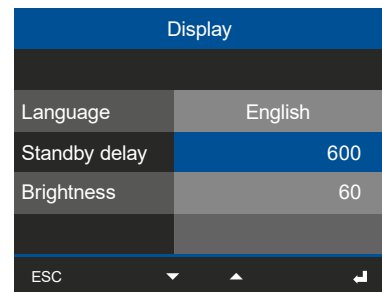 Display
Language English
Standby delay 600
Brightness 60
ESC